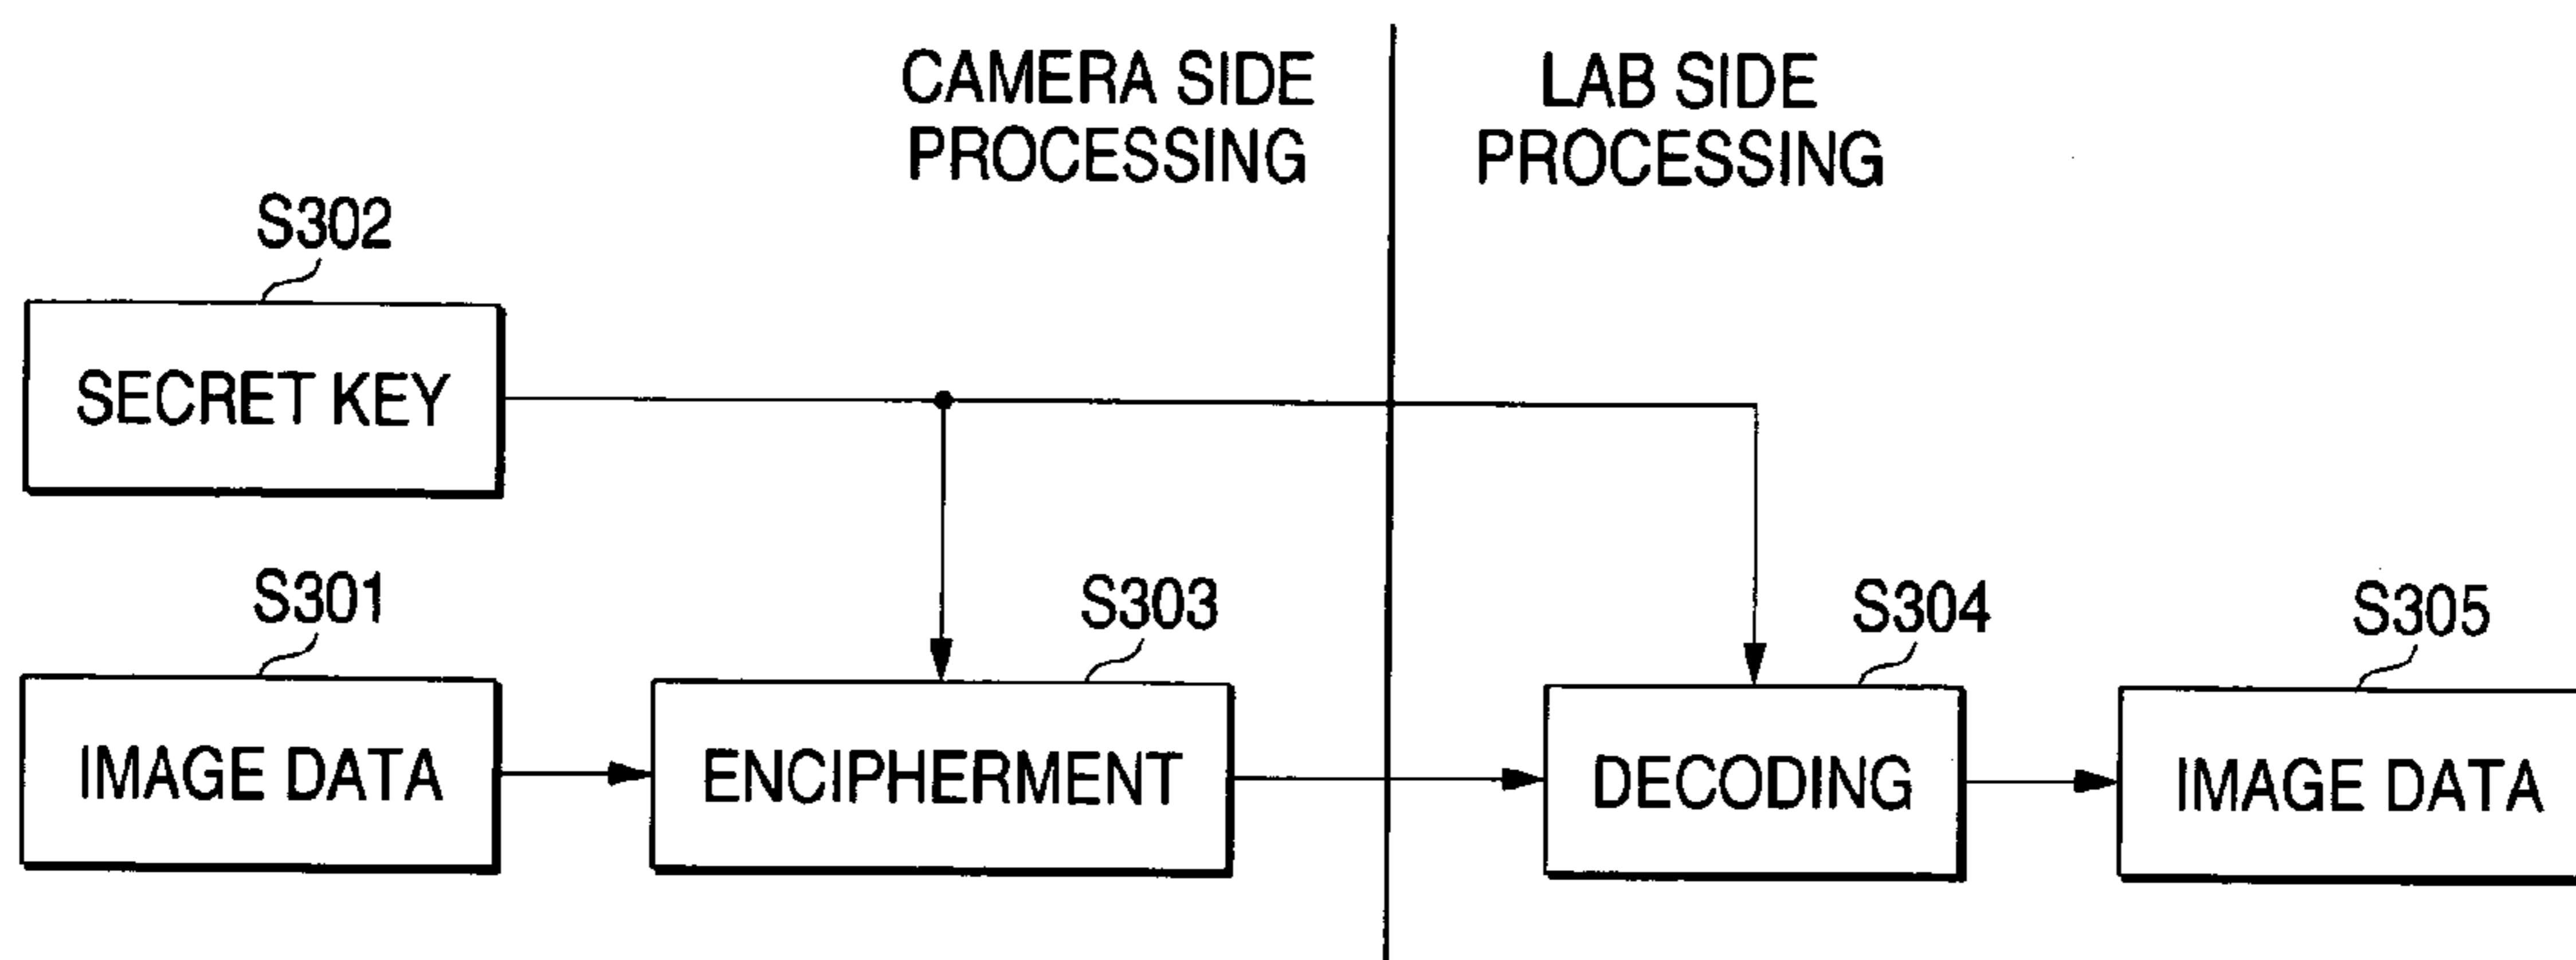 CAMERA SIDE
PROCESSING
LAB SIDE
PROCESSING
S302
SECRET KEY
S301
S303
S304
S305
IMAGE DATA
ENCIPHERMENT
DECODING
IMAGE DATA